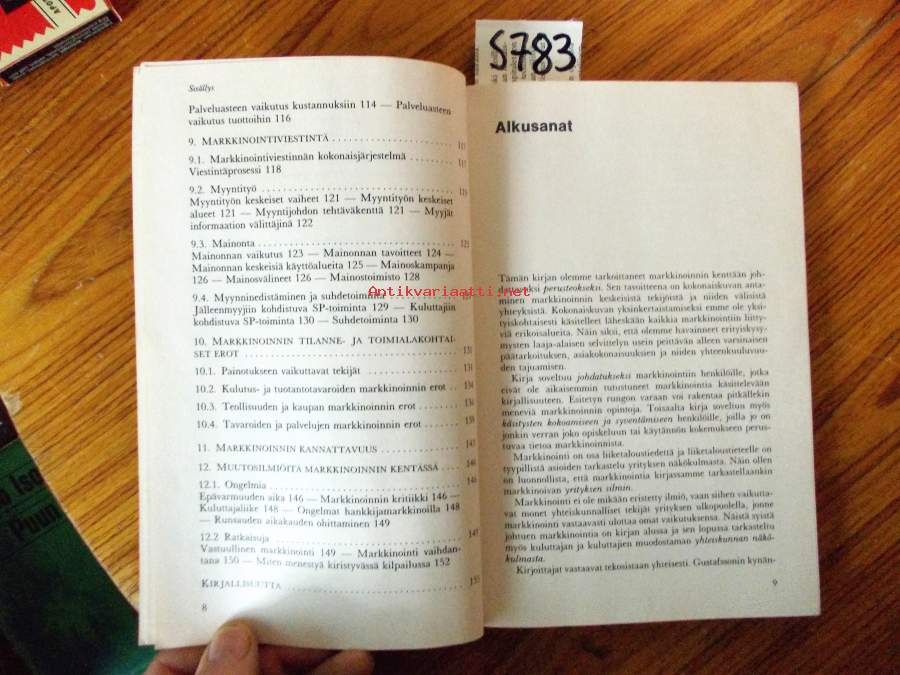 S783
Sisällys
Palveluasteen vaikutus kustannuksiin 114 — Palveluasteen
vaikutus tuottoihin 116
9. MARKKINOINTIVIESTINTÄ
9.1. Markkinointiviestinnän kokonaisjärjestelmä
Viestintäprosessi 118
9.2. Myyntityö
Myyntityön keskeiset vaiheet 121 — Myyntityön keskeiset
alueet 121 — Myyntijohdon tehtäväkenttä 121 — Myyjät
informaation välittäjinä 122
9.3. Mainonta
Mainonnan vaikutus 123 — Mainonnan tavoitteet 124 —
Mainonnan keskeisiä käyttöalueita 125 — Mainoskampanja
126 — Mainosvälineet 126 — Mainostoimisto 128
9.4. Myynninedistäminen ja suhdetoiminta
Jälleenmyyjiin kohdistuva SP-toiminta 129 — Kuluttajiin
kohdistuva SP-toiminta 130 — Suhdetoiminta 130
10. MARKKINOINNIN TILANNE- JA TOIMIALAKOHTAI-
SET EROT 131
10.1. Painotukseen vaikuttavat tekijät 131
10.2. Kulutus- ja tuotantotavaroiden markkinoinnin erot 134
10.3. Teollisuuden ja kaupan markkinoinnin erot
10.4. Tavaroiden ja palvelujen markkinoinnin erot 139
11. MARKKINOINNIN KANNATTAVUUS
12. MUUTOSILMIÖITÄ MARKKINOINNIN KENTÄSSÄ 146
12.1. Ongelmia 146
Epävarmuuden aika 146 — Markkinoinnin kritiikki 146 —
Kuluttajaliike 148 — Ongelmat hankkijamarkkinoilla 148
— Runsauden aikakauden ohittaminen 149
12.2 Ratkaisuja 149
Vastuullinen markkinointi 149 — Markkinointi vaihdan-
tana 150 — Miten menestyä kiristyvässä kilpailussa 152
KIRJALLISUUTTA
8
Antikvariaatti.net
Alkusanat
Tämän kirjan olemme tarkoittaneet markkinoinnin kenttään joh-
dattavaksi perusteokseksi. Sen tavoitteena on kokonaiskuvan anta-
minen markkinoinnin keskeisistä tekijöistä ja niiden välisistä
yhteyksistä. Kokonaiskuvan yksinkertaistamiseksi emme ole yksi-
tyiskohtaisesti käsitelleet läheskään kaikkia markkinointiin liitty-
viä erikoisalueita. Näin siksi, että olemme havainneet erityiskysy-
mysten laaja-alaisen selvittelyn usein peittävän alleen varsinaisen
päätarkoituksen, asiakokonaisuuksien ja niiden yhteenkuuluvuu-
den tajuamisen.
Kirja soveltuu johdatukseksi markkinointiin henkilöille, jotka
eivät ole aikaisemmin tutustuneet markkinointia käsittelevään
kirjallisuuteen. Esitetyn rungon varaan voi rakentaa pitkällekin
meneviä markkinoinnin opintoja. Toisaalta kirja soveltuu myös
käsitysten kokoamiseen ja syventämiseen henkilöille, joilla jo on
jonkin verran joko opiskeluun tai käytännön kokemukseen perus-
tuvaa tietoa markkinoinnista.
Markkinointi on osa liiketaloustiedettä ja liiketaloustieteelle on
tyypillistä asioiden tarkastelu yrityksen näkökulmasta. Näin ollen
on luonnollista, että markkinointia kirjassamme tarkastellaankin
markkinoivan yrityksen silmin.
Markkinointi ei ole mikään eristetty ilmiö, vaan siihen vaikutta-
vat monet yhteiskunnalliset tekijät yrityksen ulkopuolella, jonne
markkinointi vastaavasti ulottaa omat vaikutuksensa. Näistä syistä
johtuen markkinointia on kirjan alussa ja sen lopussa tarkasteltu
myös kuluttajan ja kuluttajien muodostaman yhteiskunnan näkö-
kulmasta.
Kirjoittajat vastaavat tekosistaan yhteisesti. Gustafssonin kynän-
9